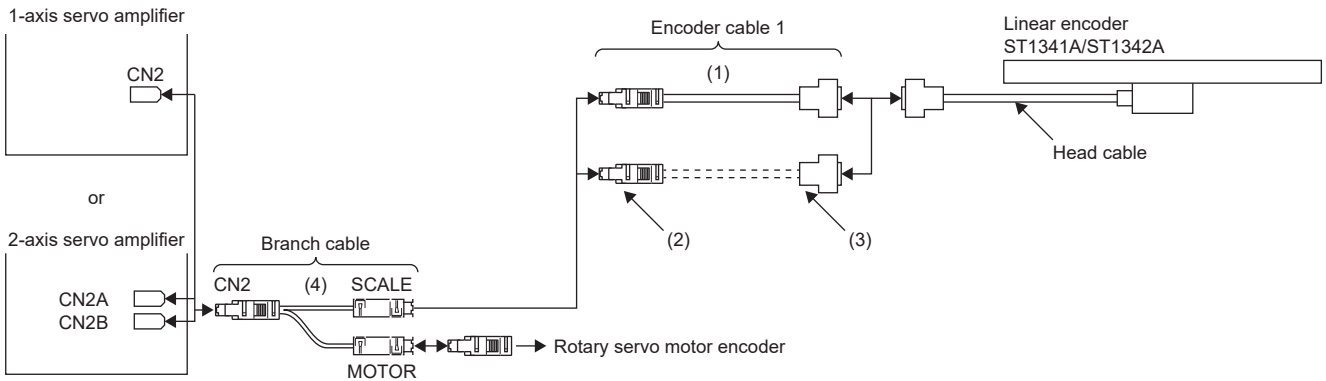 1-axis servo amplifier
CN2
or
2-axis servo amplifier
CN2A
CN2B
Branch cable
CN2
(4)
SCALE
MOTOR
Rotary servo motor encoder
Encoder cable 1
(1)
(2)
(3)
Linear encoder
ST1341A/ST1342A
Head cable